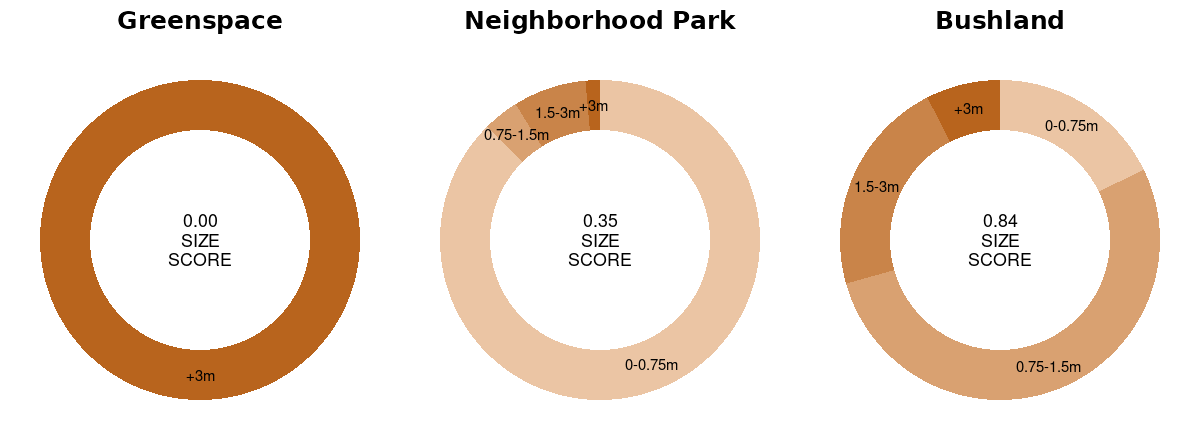 Greenspace
0.00
SIZE
SCORE
+3m
Neighborhood Park
+3m
1.5-3m
0.75-1.5m
0.35
SIZE
SCORE
0-0.75m
Bushland
+3m
0-0.75m
1.5-3m
0.84
SIZE
SCORE
0.75-1.5m